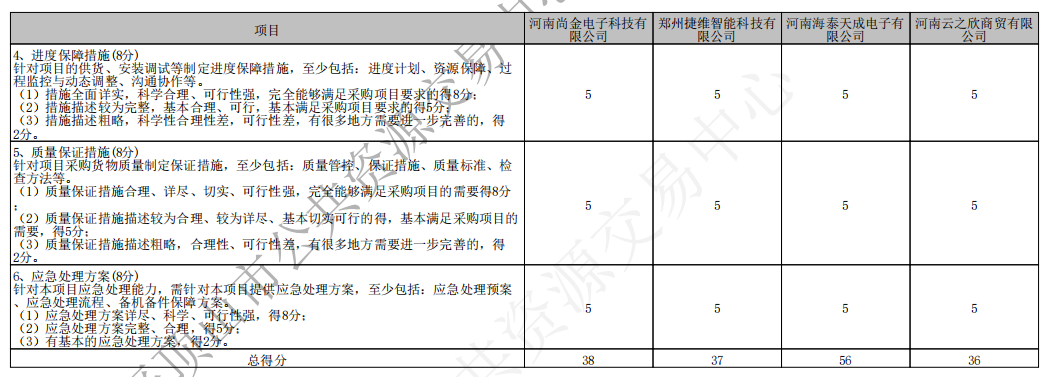 项目
河南尚金电子科技有
限公司
郑州捷维智能科技有
限公司
河南海泰天成电子有
限公司
河南云之欣商贸有限
公司
4、进度保障措施(8分)
针对项目的供货、安装调试等制定进度保障措施，至少包括：进度计划、资源保障、过
程监控与动态调整、沟通协作等。
（1）措施全面详实，科学合理、可行性强，完全能够满足采购项目要求的得8分；
（2）措施描述较为完整，基本合理、可行，基本满足采购项目要求的得5分；
（3）措施描述粗略，科学性合理性差，可行性差，有很多地方需要进一步完善的，得
2分。
5 5 5 5
5、质量保证措施(8分)
针对项目采购货物质量制定保证措施，至少包括：质量管控、保证措施、质量标准、检
查方法等。
（1）质量保证措施合理、详尽、切实、可行性强，完全能够满足采购项目的需要得8分
；
（2）质量保证措施描述较为合理、较为详尽、基本切实可行的得，基本满足采购项目的
需要，得5分；
（3）质量保证措施描述粗略，合理性、可行性差，有很多地方需要进一步完善的，得
2分。
5 5 5 5
6、应急处理方案(8分)
针对本项目应急处理能力，需针对本项目提供应急处理方案，至少包括：应急处理预案
、应急处理流程、备机备件保障方案。
（1）应急处理方案详尽、科学、可行性强，得8分；
（2）应急处理方案完整、合理，得5分；
（3）有基本的应急处理方案，得2分。
5 5 5 5
总得分 38 37 56 36
平顶山市公共资源交易中心
共资源交易中心